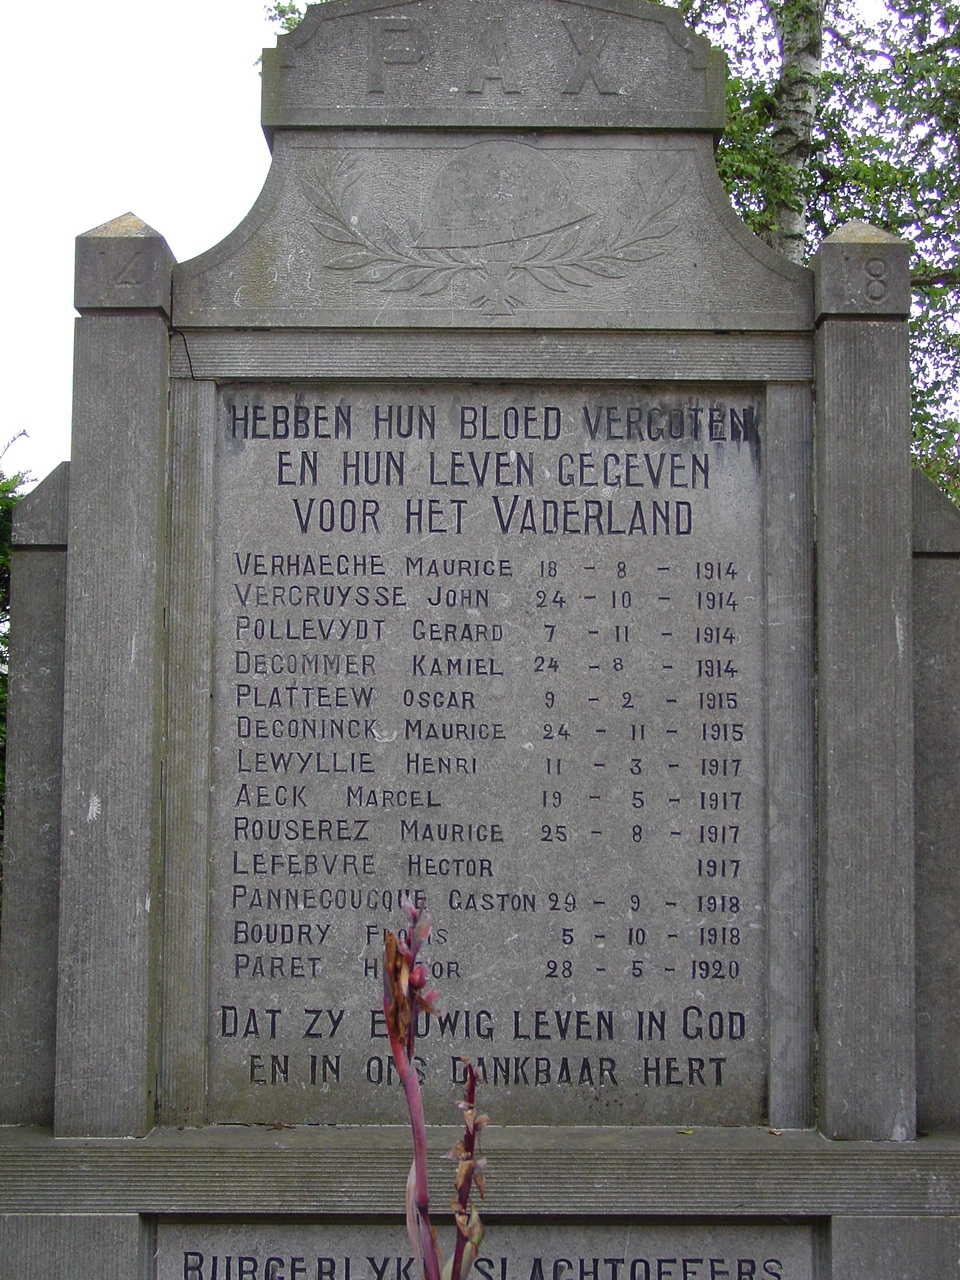 PAX
8
HEBBEN HUN BLOED VERGOTEN
EN HUN LEVEN GEGEVEN
VOOR HET VADERLAND
VERHAEGHE MAURICE 18 - 8 - 1914
VERCRUYSSE JOHN 24 - 10 - 1914
POLLEVYDT GERARD 7 - 11 - 1914
DECOMMER KAMIEL 24 - 8 - 1914
PLATTEEW OSCAR 9 - 2 - 1915
DECONINCK MAURICE 24 - 11 - 1915
LEWYLLIE HENRI 11 - 3 - 1917
AECK MARCEL 19 - 5 - 1917
ROUSEREZ MAURICE 25 - 8 - 1917
LEFEBVRE HECTOR 1917
PANNECOUCQUE GASTON 29 - 9 - 1918
BOUDRY 5 - 10 - 1918
PARET 28 - 5 - 1920
DAT ZY EEUWIG LEVEN IN GOD
EN IN ONS DANKBAAR HERT
BURGERLYKE SLACHTOFFERS